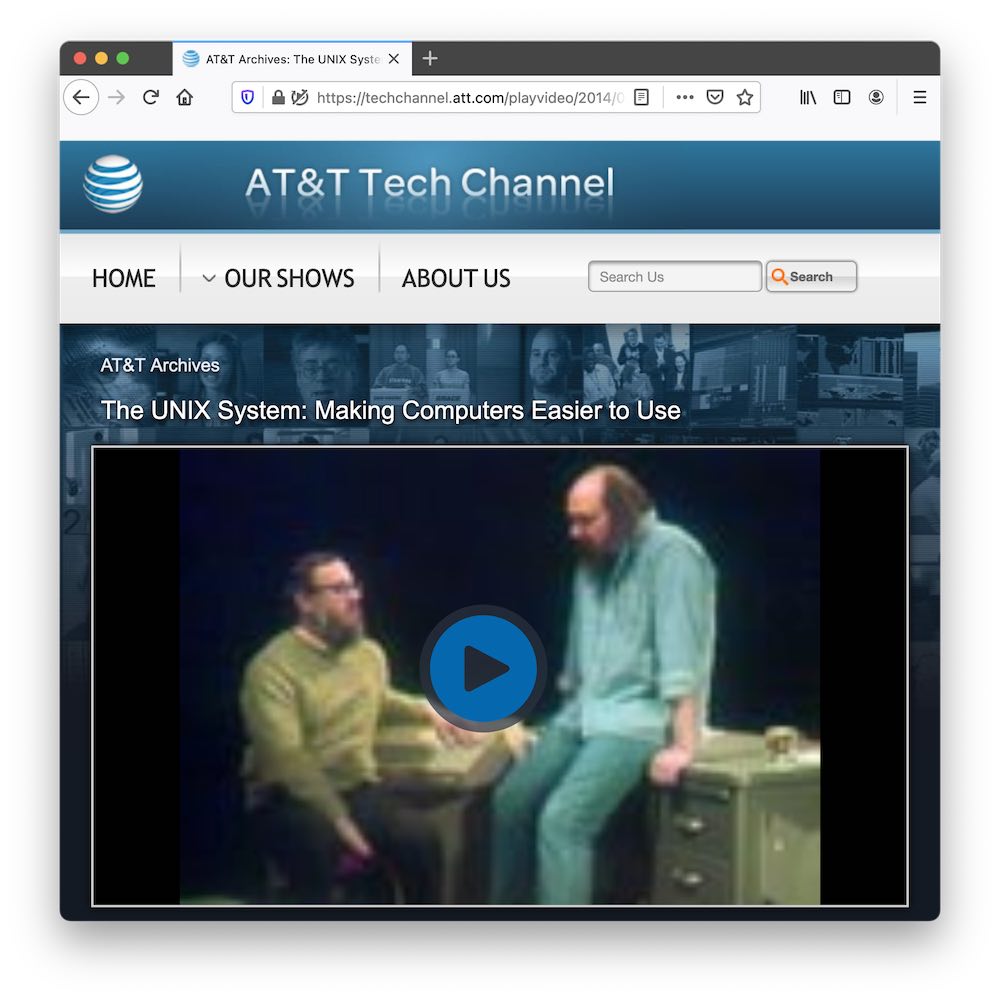 AT&T Archives: The UNIX Syste
https://techchannel.att.com/playvideo/2014/0
AT&T Tech Channel
HOME OUR SHOWS ABOUT US Search Us Search
AT&T Archives
The UNIX System: Making Computers Easier to Use